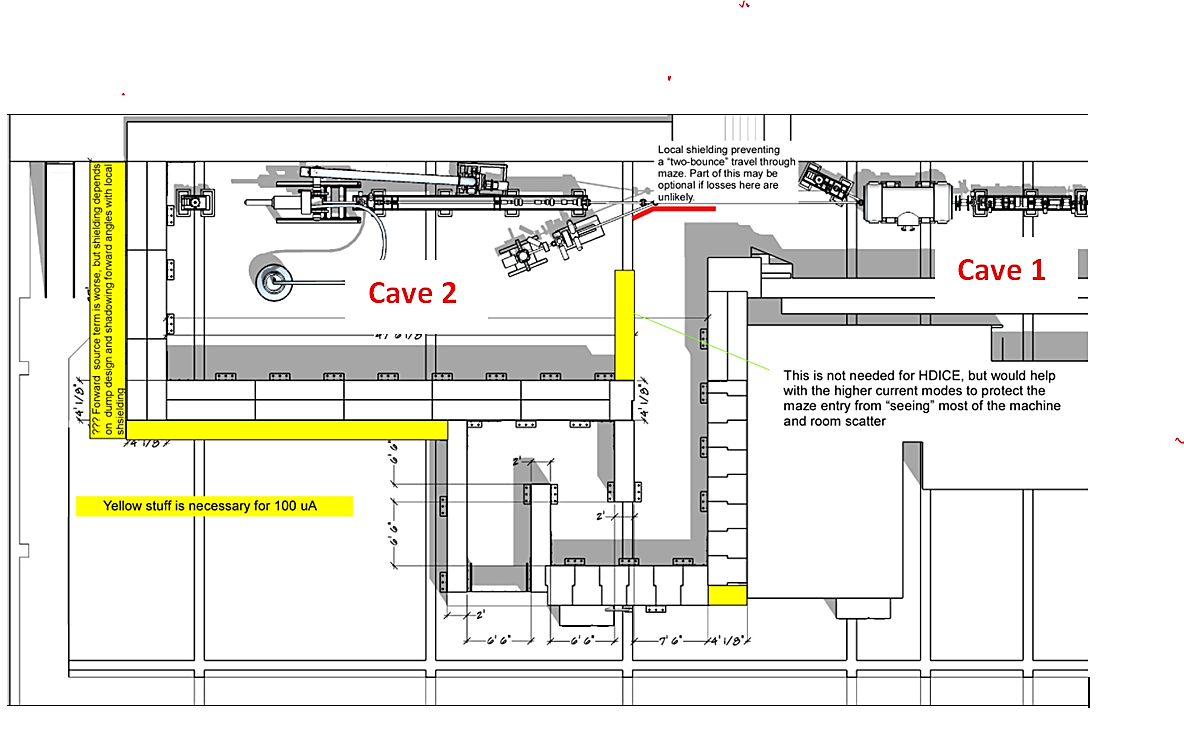 Local shielding preventing
a "two-bounce" travel through
maze. Part of this may be
optional if losses here are
unlikely.
Cave 1
Cave 2
??? Forward source term is worse, but shielding depends
on dump design and shadowing forward angles with local
shsielding
4' 1/8"
4' 1/8"
4' 1/8"
This is not needed for HDICE, but would help
with the higher current modes to protect the
maze entry from “seeing” most of the machine
and room scatter
6'6"
2'
Yellow stuff is necessary for 100 uA
6'6"
2'
2'
6'6"
6'6"
7'6"
4' 1/8"